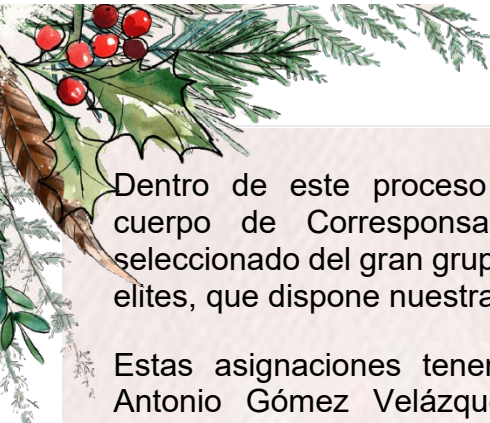 Dentro de este proceso
cuerpo de Corresponsa
seleccionado del gran grup
elites, que dispone nuestra
Estas asignaciones tener
Antonio Gómez Velázqu